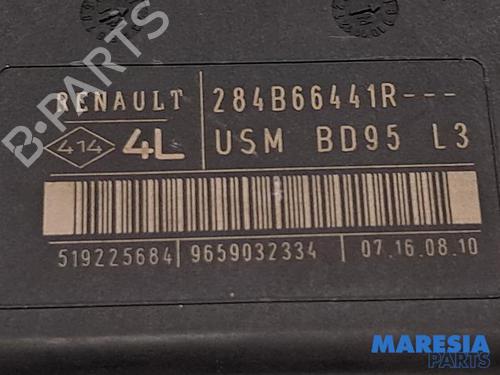 RENAULT 284B66441R---
414 4L USM BD95 L3
519225684 9659032334 07.16.08.10
B-PARTS
MARESIA
PARTS